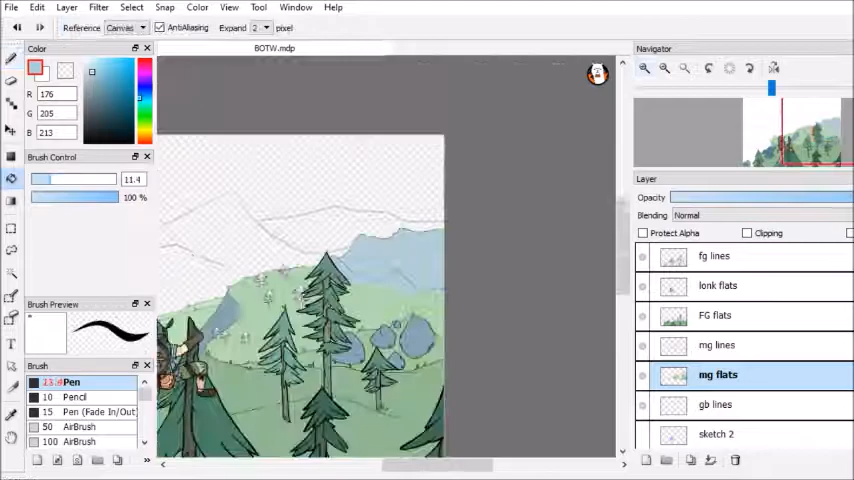 File Edit Layer Filter Select Snap Color View Tool Window Help
Reference Canvas AntiAliasing Expand 2 pixel
BOTW.mdp
Color
R 176
G 205
B 213
Brush Control
11.4
100 %
Brush Preview
Brush
Pen
10 Pencil
15 Pen (Fade In/Out)
50 AirBrush
100 AirBrush
Navigator
Layer
Opacity
Blending Normal
Protect Alpha Clipping
fg lines
lonk flats
FG flats
mg lines
mg flats
gb lines
sketch 2